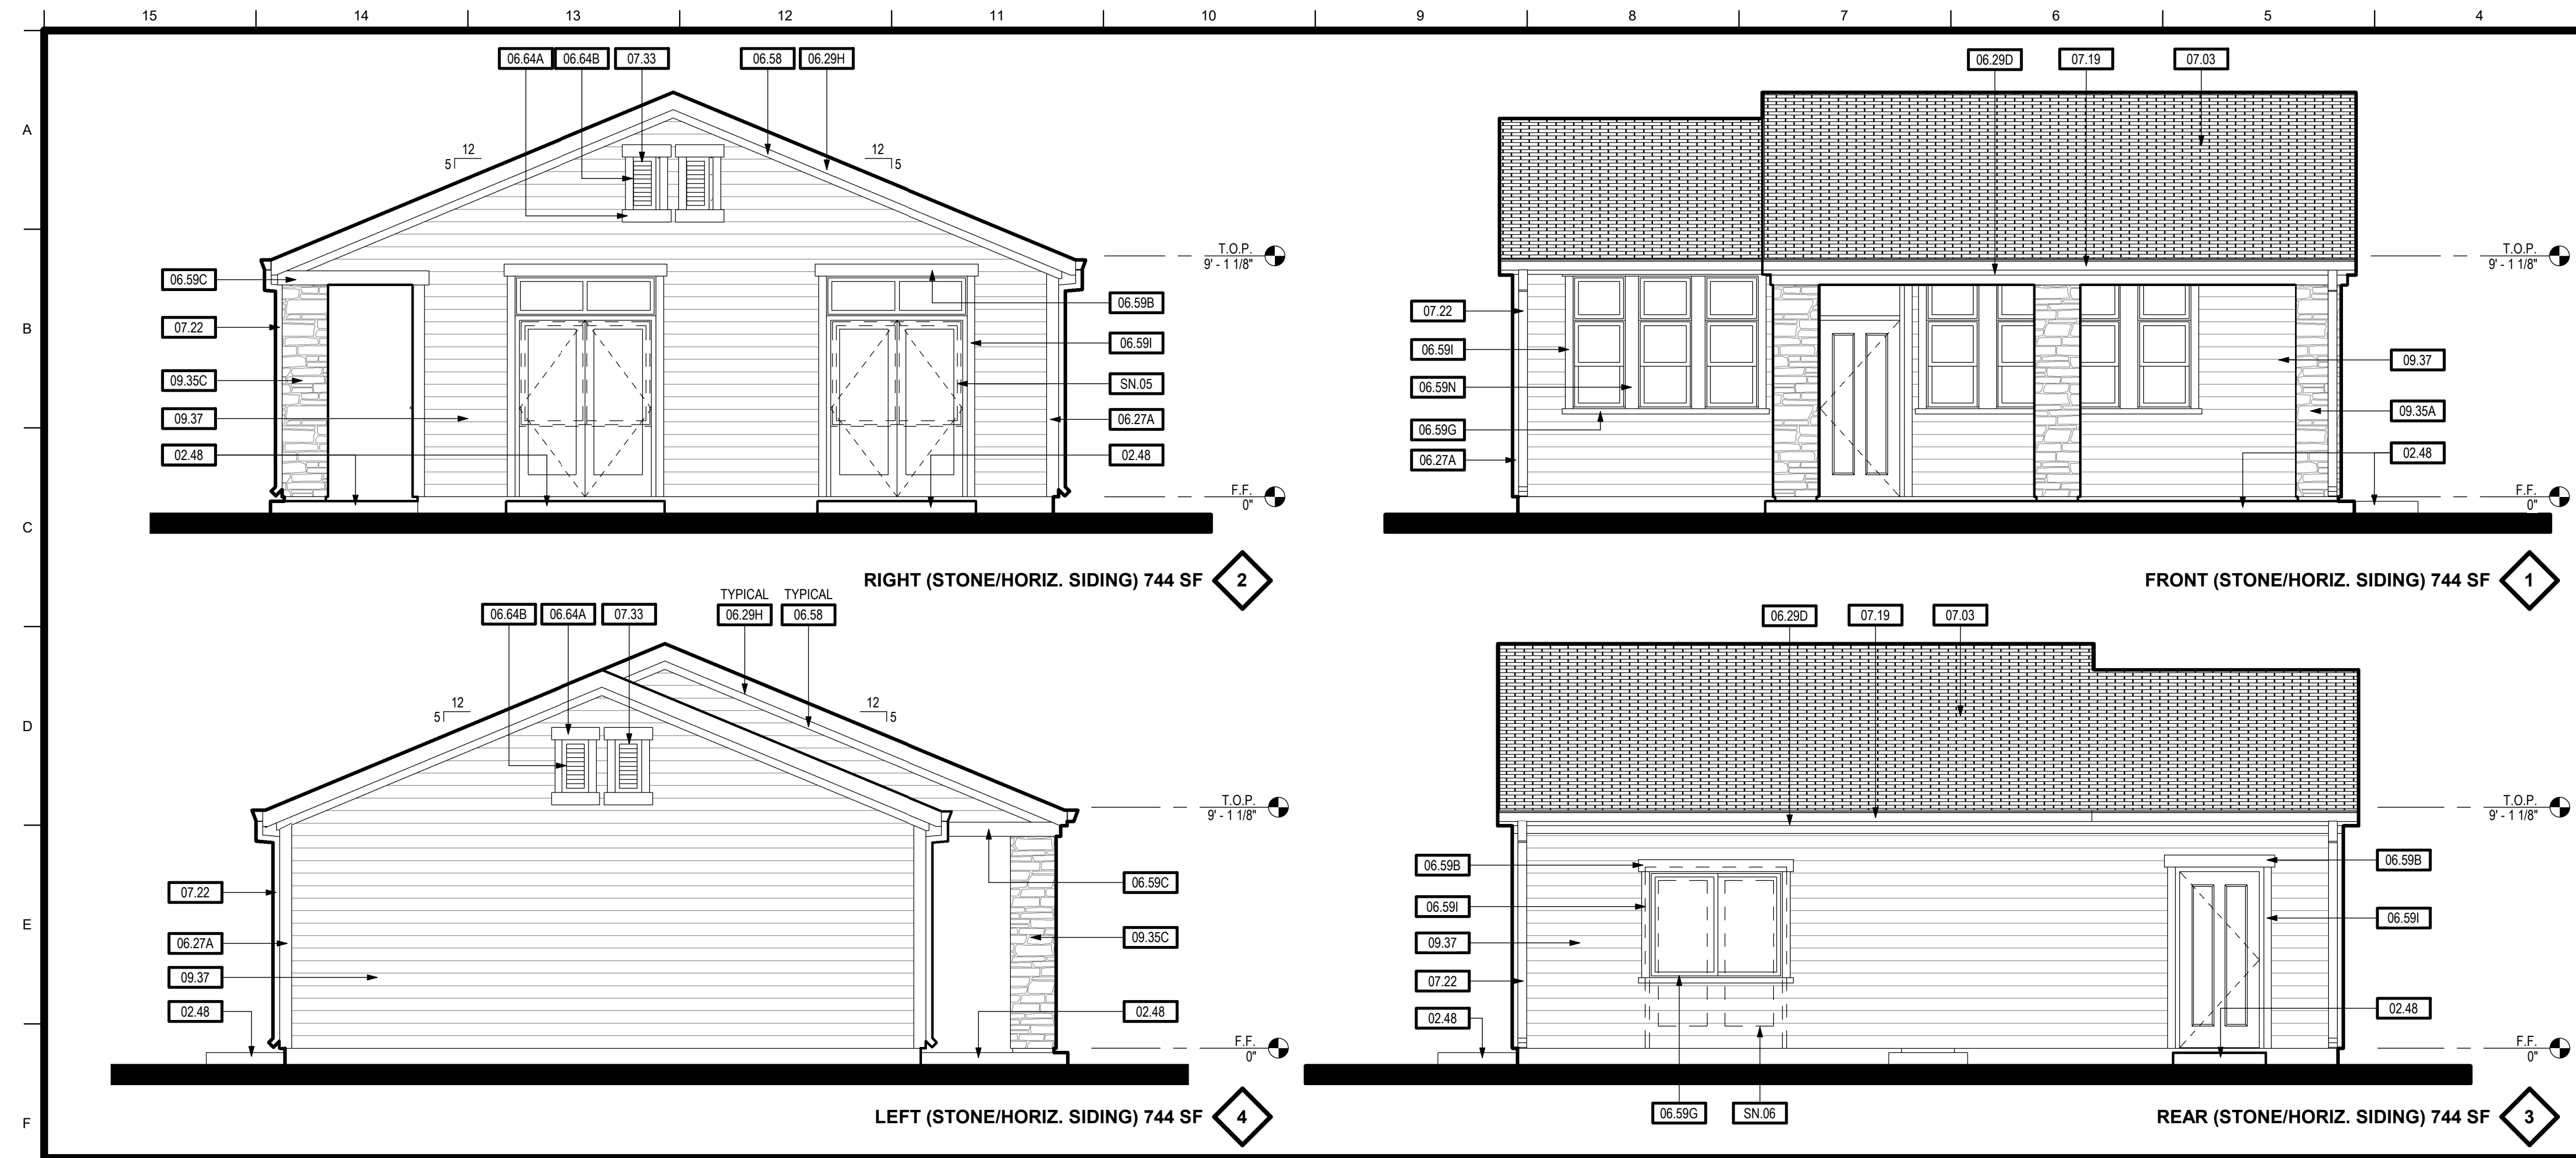 15 14 13 12 11 10 9 8 7 6 5 4
A
B
C
D
E
F
06.64A 06.64B 07.33 06.58 06.29H
12
5
12
5
T.O.P.
9' - 1 1/8"
06.59C
07.22
09.35C
09.37
02.48
06.59B
06.59I
SN.05
06.27A
02.48
F.F.
0"
RIGHT (STONE/HORIZ. SIDING) 744 SF 2
06.29D 07.19 07.03
T.O.P.
9' - 1 1/8"
07.22
06.59I
06.59N
06.59G
06.27A
09.37
09.35A
02.48
F.F.
0"
FRONT (STONE/HORIZ. SIDING) 744 SF 1
TYPICAL TYPICAL
06.64B 06.64A 07.33 06.29H 06.58
12
5
12
5
T.O.P.
9' - 1 1/8"
07.22
06.27A
09.37
02.48
06.59C
09.35C
02.48
F.F.
0"
LEFT (STONE/HORIZ. SIDING) 744 SF 4
06.29D 07.19 07.03
T.O.P.
9' - 1 1/8"
06.59B
06.59I
09.37
07.22
02.48
06.59B
06.59I
02.48
F.F.
0"
06.59G SN.06
REAR (STONE/HORIZ. SIDING) 744 SF 3